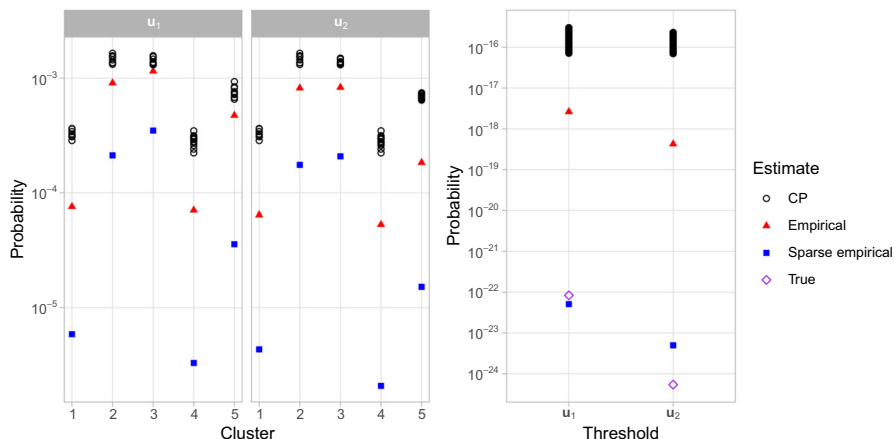 u₁ u₂
10⁻³
10⁻⁴
10⁻⁵
Probability
1 2 3 4 5 1 2 3 4 5
Cluster
10⁻¹⁶
10⁻¹⁷
10⁻¹⁸
10⁻¹⁹
10⁻²⁰
10⁻²¹
10⁻²²
10⁻²³
10⁻²⁴
Probability
u₁ u₂
Threshold
Estimate
CP
Empirical
Sparse empirical
True